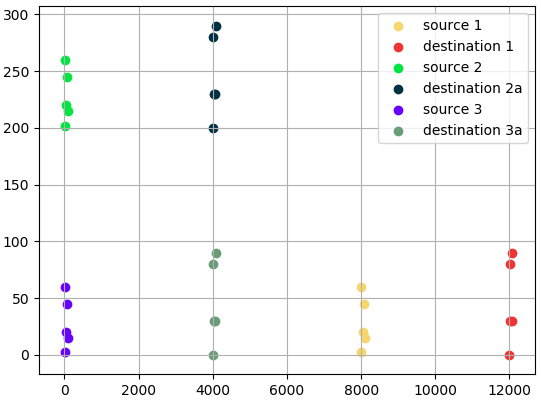 300
250
200
150
100
50
0
source 1
destination 1
source 2
destination 2a
source 3
destination 3a
0 2000 4000 6000 8000 10000 12000